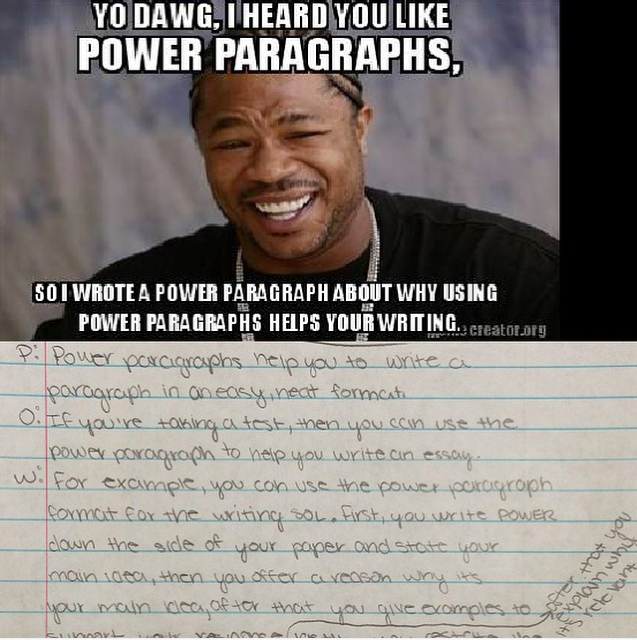 YO DAWG, I HEARD YOU LIKE
POWER PARAGRAPHS,
SO I WROTE A POWER PARAGRAPH ABOUT WHY USING
POWER PARAGRAPHS HELPS YOUR WRITING.
creator.org
P: Power paragraphs help you to write a
paragraph in an easy, neat format.
O: If you're taking a test, then you can use the
power paragraph to help you write an essay.
W: For example, you can use the power paragraph
format for the writing SOL. First, you write POWER
down the side of your paper and state your
main idea, then you offer a reason why its
your main idea, after that you give examples to
after that you
explain why
it's relevant
support your